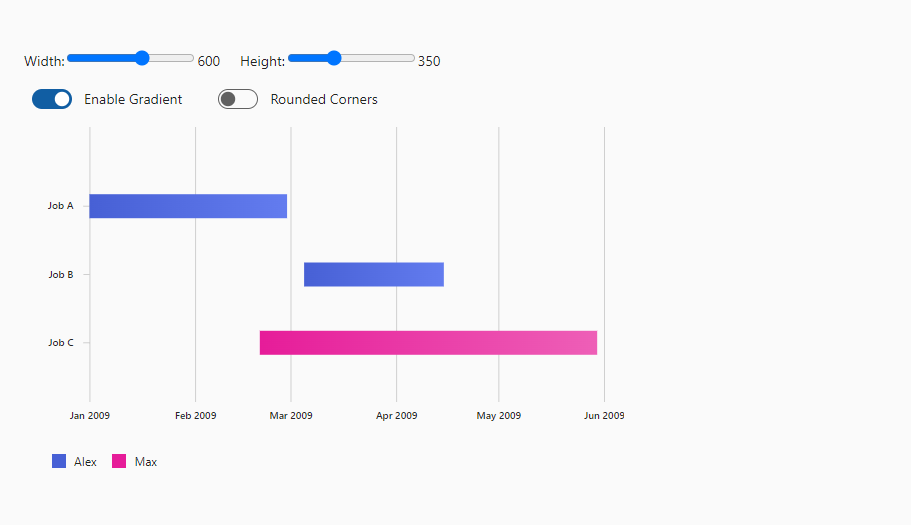 Width: 600 Height: 350
Enable Gradient Rounded Corners
Job A
Job B
Job C
Jan 2009 Feb 2009 Mar 2009 Apr 2009 May 2009 Jun 2009
Alex Max